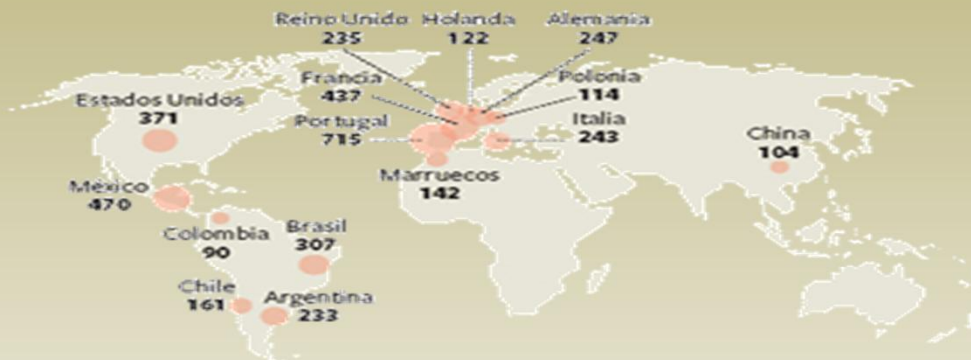 Reino Unido
235
Holanda
122
Alemania
247
Francia
437
Polonia
114
Estados Unidos
371
Portugal
715
Italia
243
China
104
Marruecos
142
México
470
Colombia
90
Brasil
307
Chile
161
Argentina
233